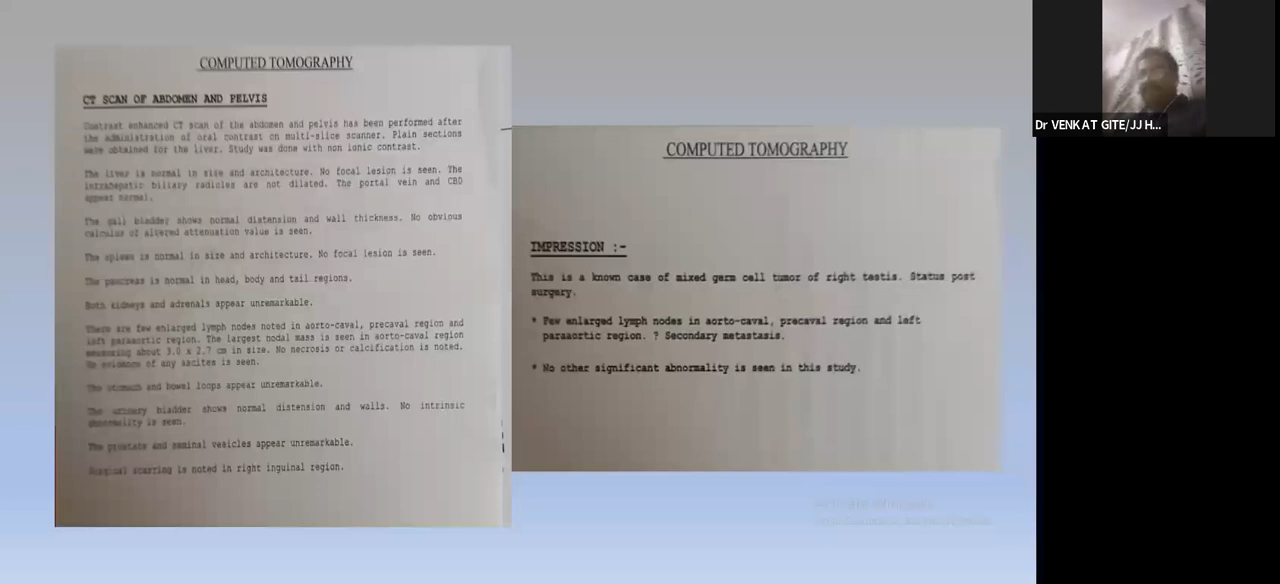 COMPUTED TOMOGRAPHY
CT SCAN OF ABDOMEN AND PELVIS
Contrast enhanced CT scan of the abdomen and pelvis has been performed after
the administration of oral contrast on multi-slice scanner. Plain sections
were obtained for the liver. Study was done with non ionic contrast.
The liver is normal in size and architecture. No focal lesion is seen. The
intrahepatic biliary radicles are not dilated. The portal vein and CBD
appear normal.
The gall bladder shows normal distension and wall thickness. No obvious
calculus of altered attenuation value is seen.
The spleen is normal in size and architecture. No focal lesion is seen.
The pancreas is normal in head, body and tail regions.
Both kidneys and adrenals appear unremarkable.
There are few enlarged lymph nodes noted in aorto-caval, precaval region and
left paraaortic region. The largest nodal mass is seen in aorto-caval region
measuring about 3.0 x 2.7 cm in size. No necrosis or calcification is noted.
No evidence of any ascites is seen.
The stomach and bowel loops appear unremarkable.
The urinary bladder shows normal distension and walls. No intrinsic
abnormality is seen.
The prostate and seminal vesicles appear unremarkable.
Surgical scarring is noted in right inguinal region.
COMPUTED TOMOGRAPHY
IMPRESSION :-
This is a known case of mixed germ cell tumor of right testis. Status post
surgery.
* Few enlarged lymph nodes in aorto-caval, precaval region and left
paraaortic region. ? Secondary metastasis.
* No other significant abnormality is seen in this study.
Dr VENKAT GITE/JJ H...